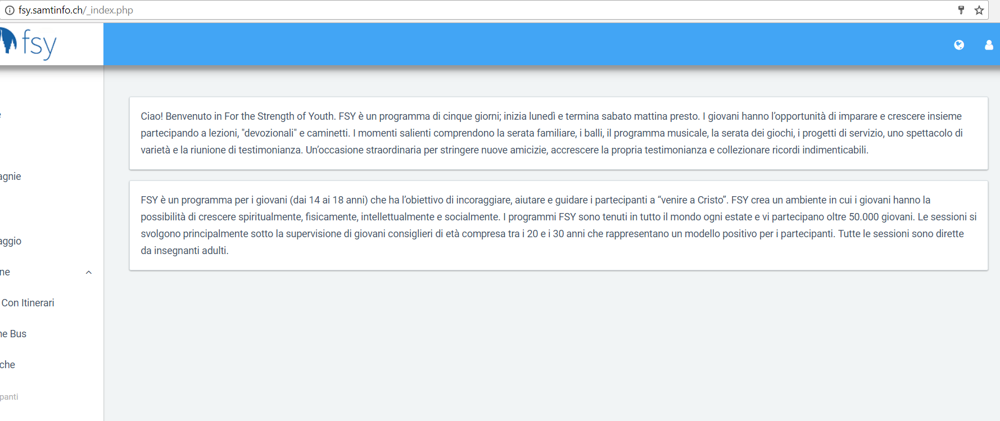 fsy.samtinfo.ch/_index.php
fsy
Ciao! Benvenuto in For the Strength of Youth. FSY è un programma di cinque giorni; inizia lunedì e termina sabato mattina presto. I giovani hanno l’opportunità di imparare e crescere insieme
partecipando a lezioni, "devozionali" e caminetti. I momenti salienti comprendono la serata familiare, i balli, il programma musicale, la serata dei giochi, i progetti di servizio, uno spettacolo di
varietà e la riunione di testimonianza. Un’occasione straordinaria per stringere nuove amicizie, accrescere la propria testimonianza e collezionare ricordi indimenticabili.
FSY è un programma per i giovani (dai 14 ai 18 anni) che ha l’obiettivo di incoraggiare, aiutare e guidare i partecipanti a “venire a Cristo”. FSY crea un ambiente in cui i giovani hanno la
possibilità di crescere spiritualmente, fisicamente, intellettualmente e socialmente. I programmi FSY sono tenuti in tutto il mondo ogni estate e vi partecipano oltre 50.000 giovani. Le sessioni si
svolgono principalmente sotto la supervisione di giovani consiglieri di età compresa tra i 20 e i 30 anni che rappresentano un modello positivo per i partecipanti. Tutte le sessioni sono dirette
da insegnanti adulti.
agnie
aggio
ne
Con Itinerari
ne Bus
che
panti